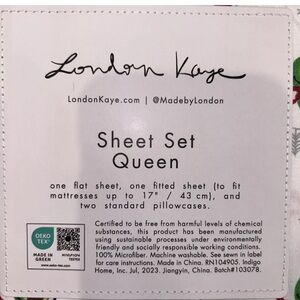 London Kaye
LondonKaye.com | @MadebyLondon
Sheet Set
Queen
one flat sheet, one fitted sheet (to fit
mattresses up to 17" / 43 cm), and
two standard pillowcases.
Certified to be free from harmful levels of chemical
substances, this product has been manufactured
using sustainable processes under environmentally
friendly and socially responsible working conditions.
100% Microfiber. Machine washable. See sewn in label
for care instructions. Made in China. RN104905. Indigo
Home, Inc. Jul, 2023. Jiangyin, China. Batch#103078.
OEKO
TEX®
MADE IN
GREEN
www.oeko-tex.com